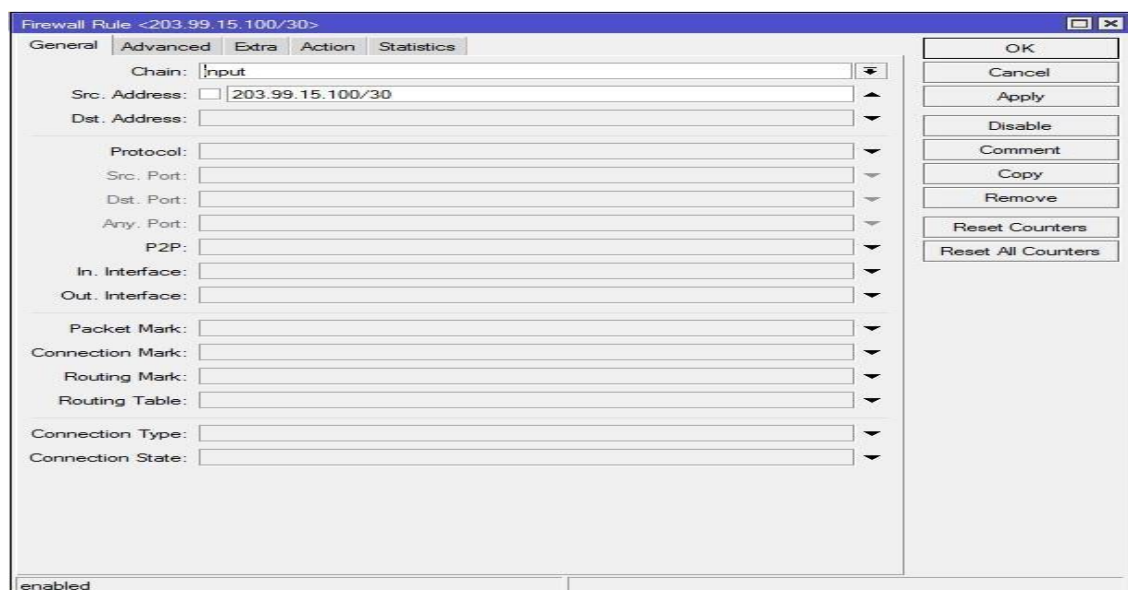 Firewall Rule <203.99.15.100/30>
General Advanced Extra Action Statistics
Chain: input
Src. Address: 203.99.15.100/30
Dst. Address:
Protocol:
Src. Port:
Dst. Port:
Any. Port:
P2P:
In. Interface:
Out. Interface:
Packet Mark:
Connection Mark:
Routing Mark:
Routing Table:
Connection Type:
Connection State:
OK
Cancel
Apply
Disable
Comment
Copy
Remove
Reset Counters
Reset All Counters
enabled